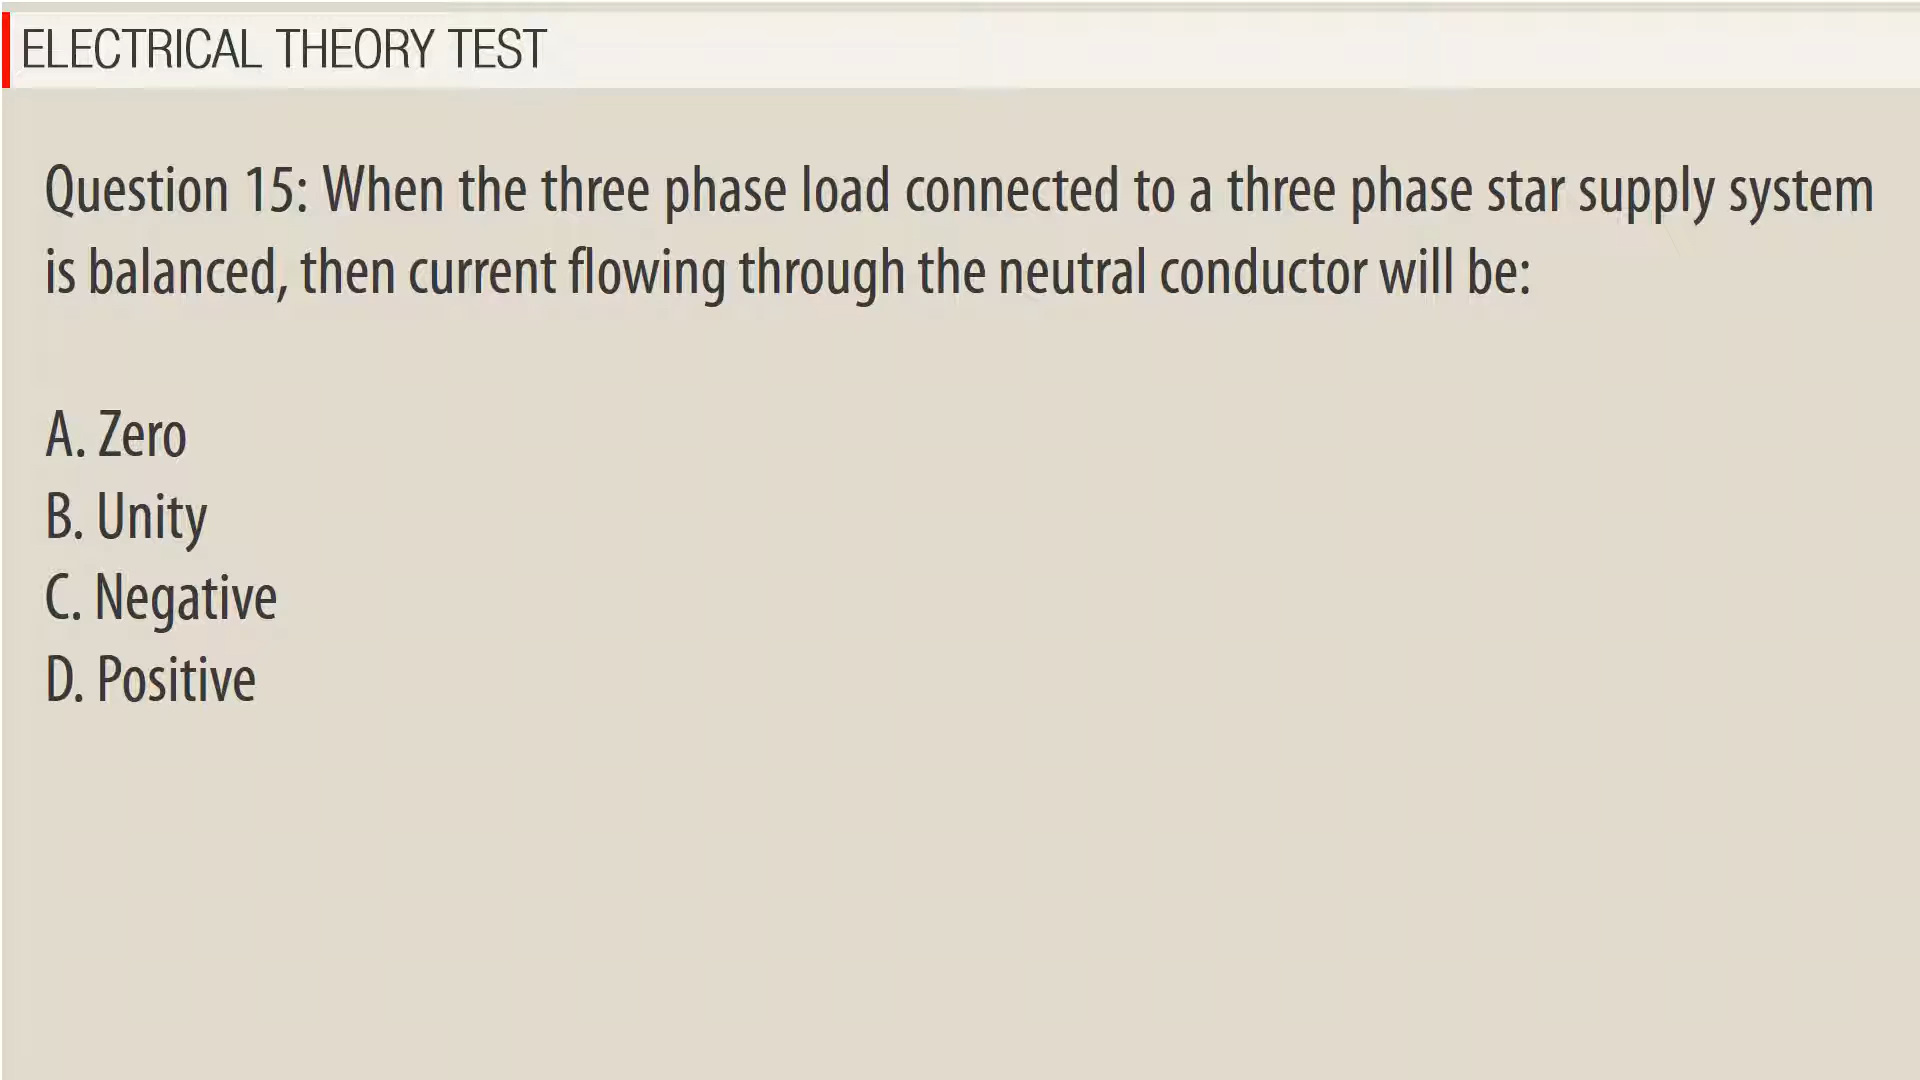 ELECTRICAL THEORY TEST
Question 15: When the three phase load connected to a three phase star supply system
is balanced, then current flowing through the neutral conductor will be:
A. Zero
B. Unity
C. Negative
D. Positive